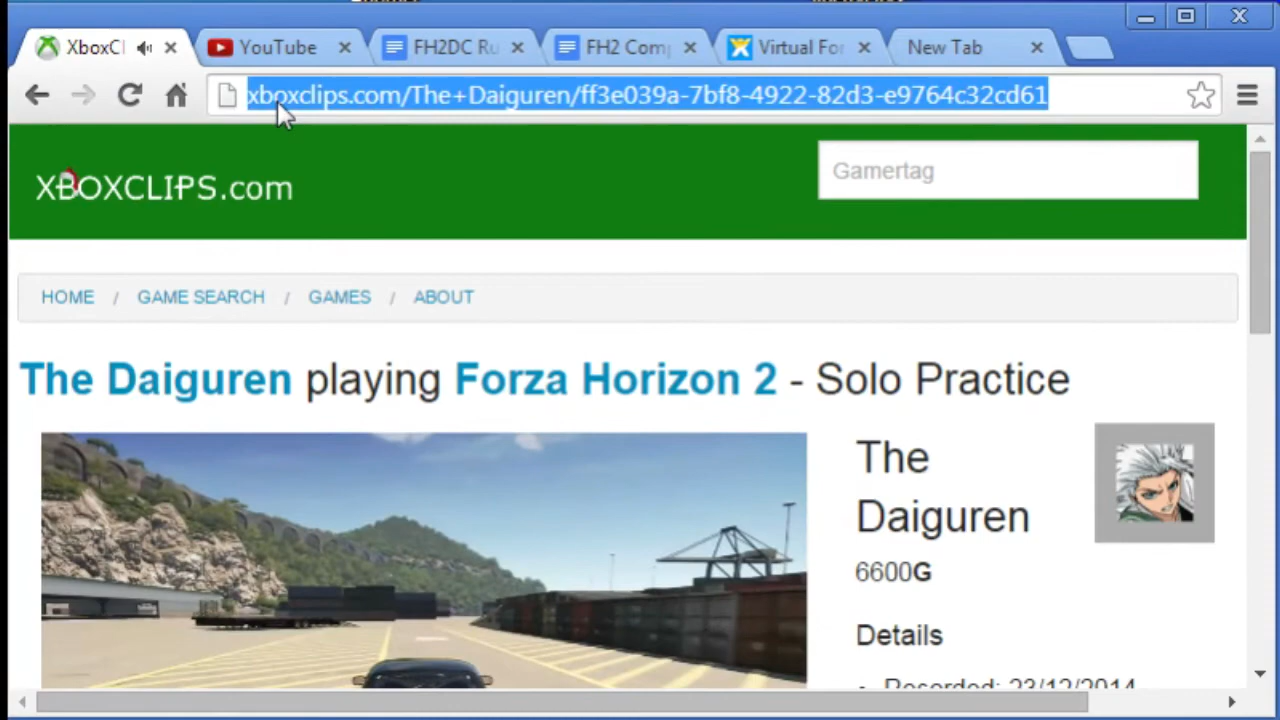 XboxCl
YouTube
FH2DC Ru
FH2 Comp
Virtual For
New Tab
xboxclips.com/The+Daiguren/ff3e039a-7bf8-4922-82d3-e9764c32cd61
XBOXCLIPS.com
Gamertag
HOME / GAME SEARCH / GAMES / ABOUT
The Daiguren playing Forza Horizon 2 - Solo Practice
The
Daiguren
6600G
Details
Recorded: 23/12/2014